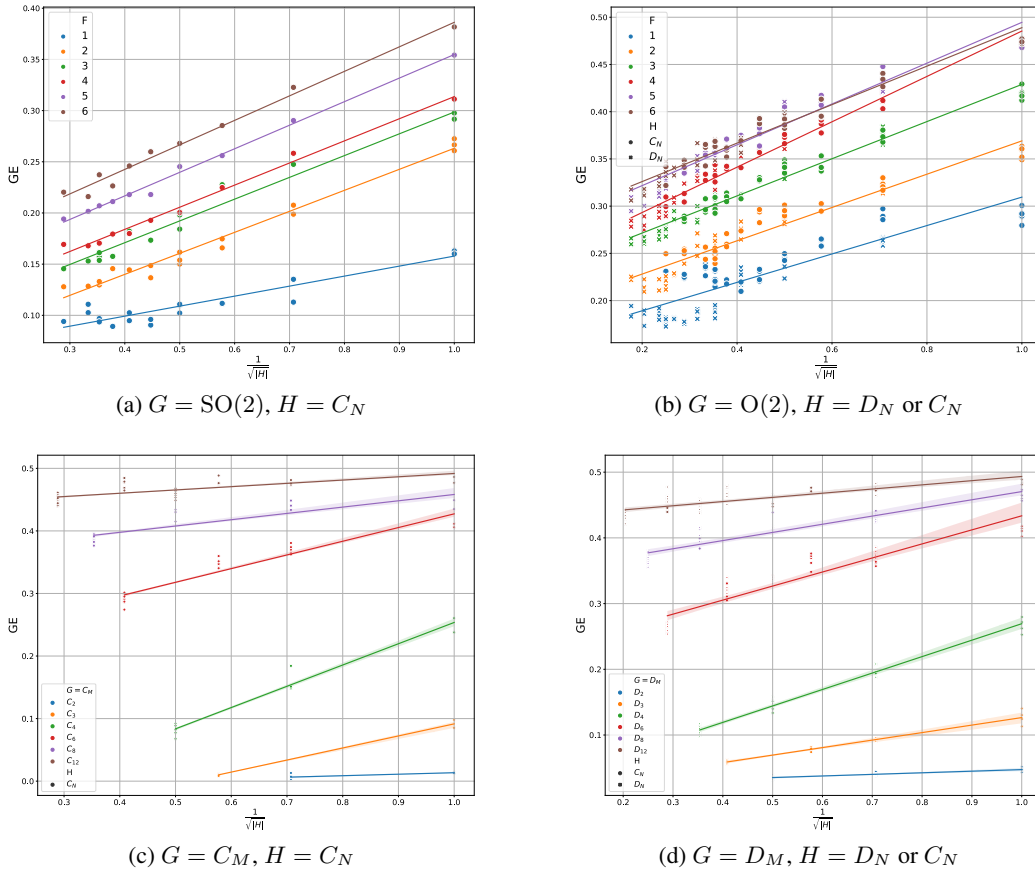 0.40
0.35
0.30
0.25
0.20
0.15
0.10
GE
F
1
2
3
4
5
6
0.3 0.4 0.5 0.6 0.7 0.8 0.9 1.0
1/√|H|
(a) G = SO(2), H = C_N
0.50
0.45
0.40
0.35
0.30
0.25
0.20
GE
F
1
2
3
4
5
6
H
C_N
D_N
0.2 0.4 0.6 0.8 1.0
1/√|H|
(b) G = O(2), H = D_N or C_N
0.5
0.4
0.3
0.2
0.1
0.0
GE
G = C_M
C_2
C_3
C_4
C_6
C_8
C_12
H
C_N
0.3 0.4 0.5 0.6 0.7 0.8 0.9 1.0
1/√|H|
(c) G = C_M, H = C_N
0.5
0.4
0.3
0.2
0.1
GE
G = D_M
D_2
D_3
D_4
D_6
D_8
D_12
H
C_N
D_N
0.2 0.3 0.4 0.5 0.6 0.7 0.8 0.9 1.0
1/√|H|
(d) G = D_M, H = D_N or C_N